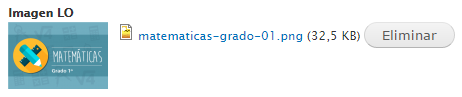 Imagen LO
MATEMÁTICAS
Grado 1°
matematicas-grado-01.png (32,5 KB)
Eliminar